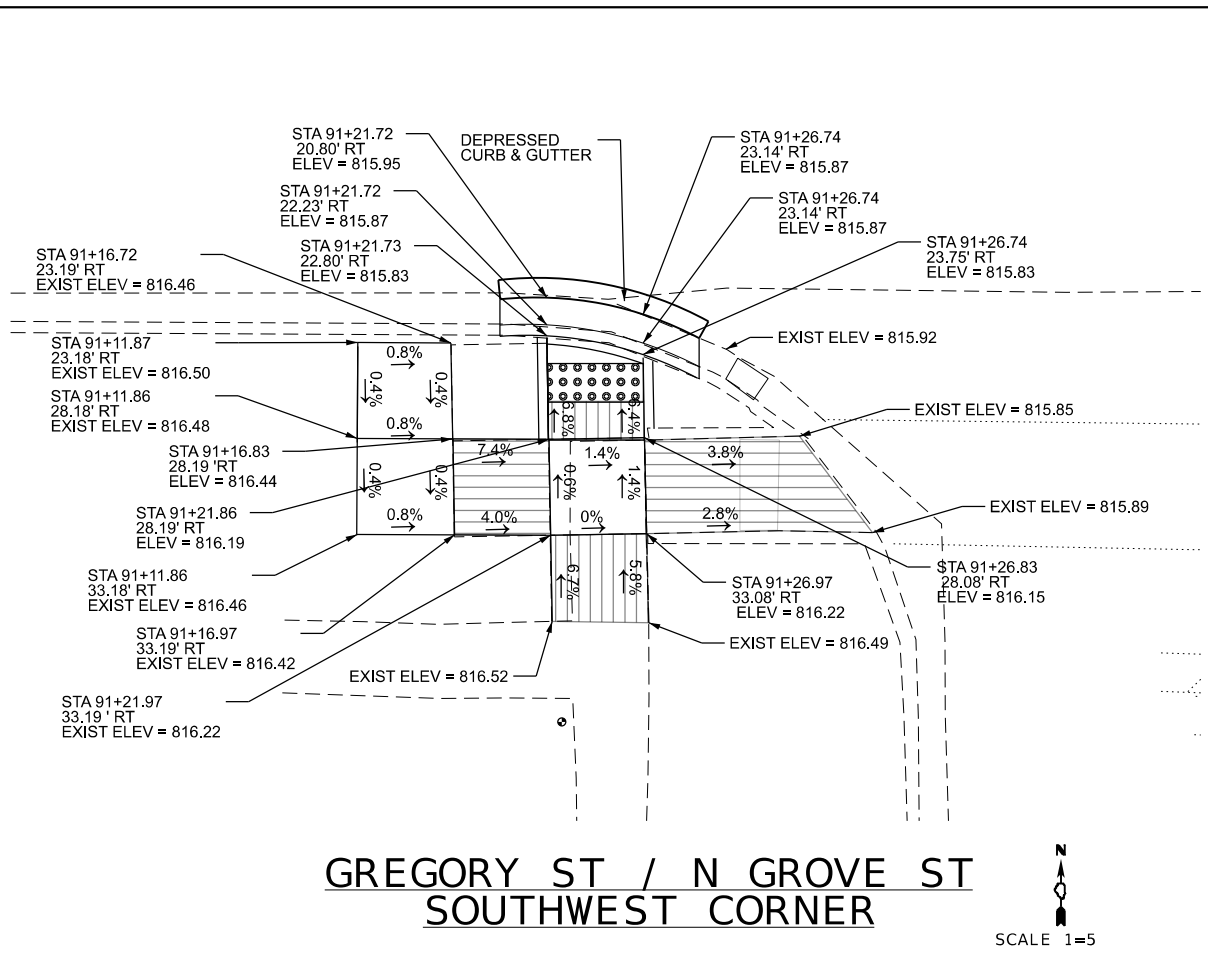 STA 91+21.72
20.80' RT
ELEV = 815.95
DEPRESSED
CURB & GUTTER
STA 91+26.74
23.14' RT
ELEV = 815.87
STA 91+21.72
22.23' RT
ELEV = 815.87
STA 91+26.74
23.14' RT
ELEV = 815.87
STA 91+21.73
22.80' RT
ELEV = 815.83
STA 91+26.74
23.75' RT
ELEV = 815.83
STA 91+16.72
23.19' RT
EXIST ELEV = 816.46
EXIST ELEV = 815.92
STA 91+11.87
23.18' RT
EXIST ELEV = 816.50
0.8%
0.4%
0.4%
STA 91+11.86
28.18' RT
EXIST ELEV = 816.48
0.8%
6.8%
6.4%
EXIST ELEV = 815.85
STA 91+16.83
28.19 'RT
ELEV = 816.44
7.4%
1.4%
3.8%
0.4%
0.4%
0.6%
1.4%
STA 91+21.86
28.19' RT
ELEV = 816.19
0.8%
4.0%
0%
2.8%
EXIST ELEV = 815.89
STA 91+11.86
33.18' RT
EXIST ELEV = 816.46
6.7%
5.8%
STA 91+26.97
33.08' RT
ELEV = 816.22
STA 91+26.83
28.08' RT
ELEV = 816.15
STA 91+16.97
33.19' RT
EXIST ELEV = 816.42
EXIST ELEV = 816.49
EXIST ELEV = 816.52
STA 91+21.97
33.19 ' RT
EXIST ELEV = 816.22
GREGORY ST / N GROVE ST
SOUTHWEST CORNER
N
SCALE 1=5